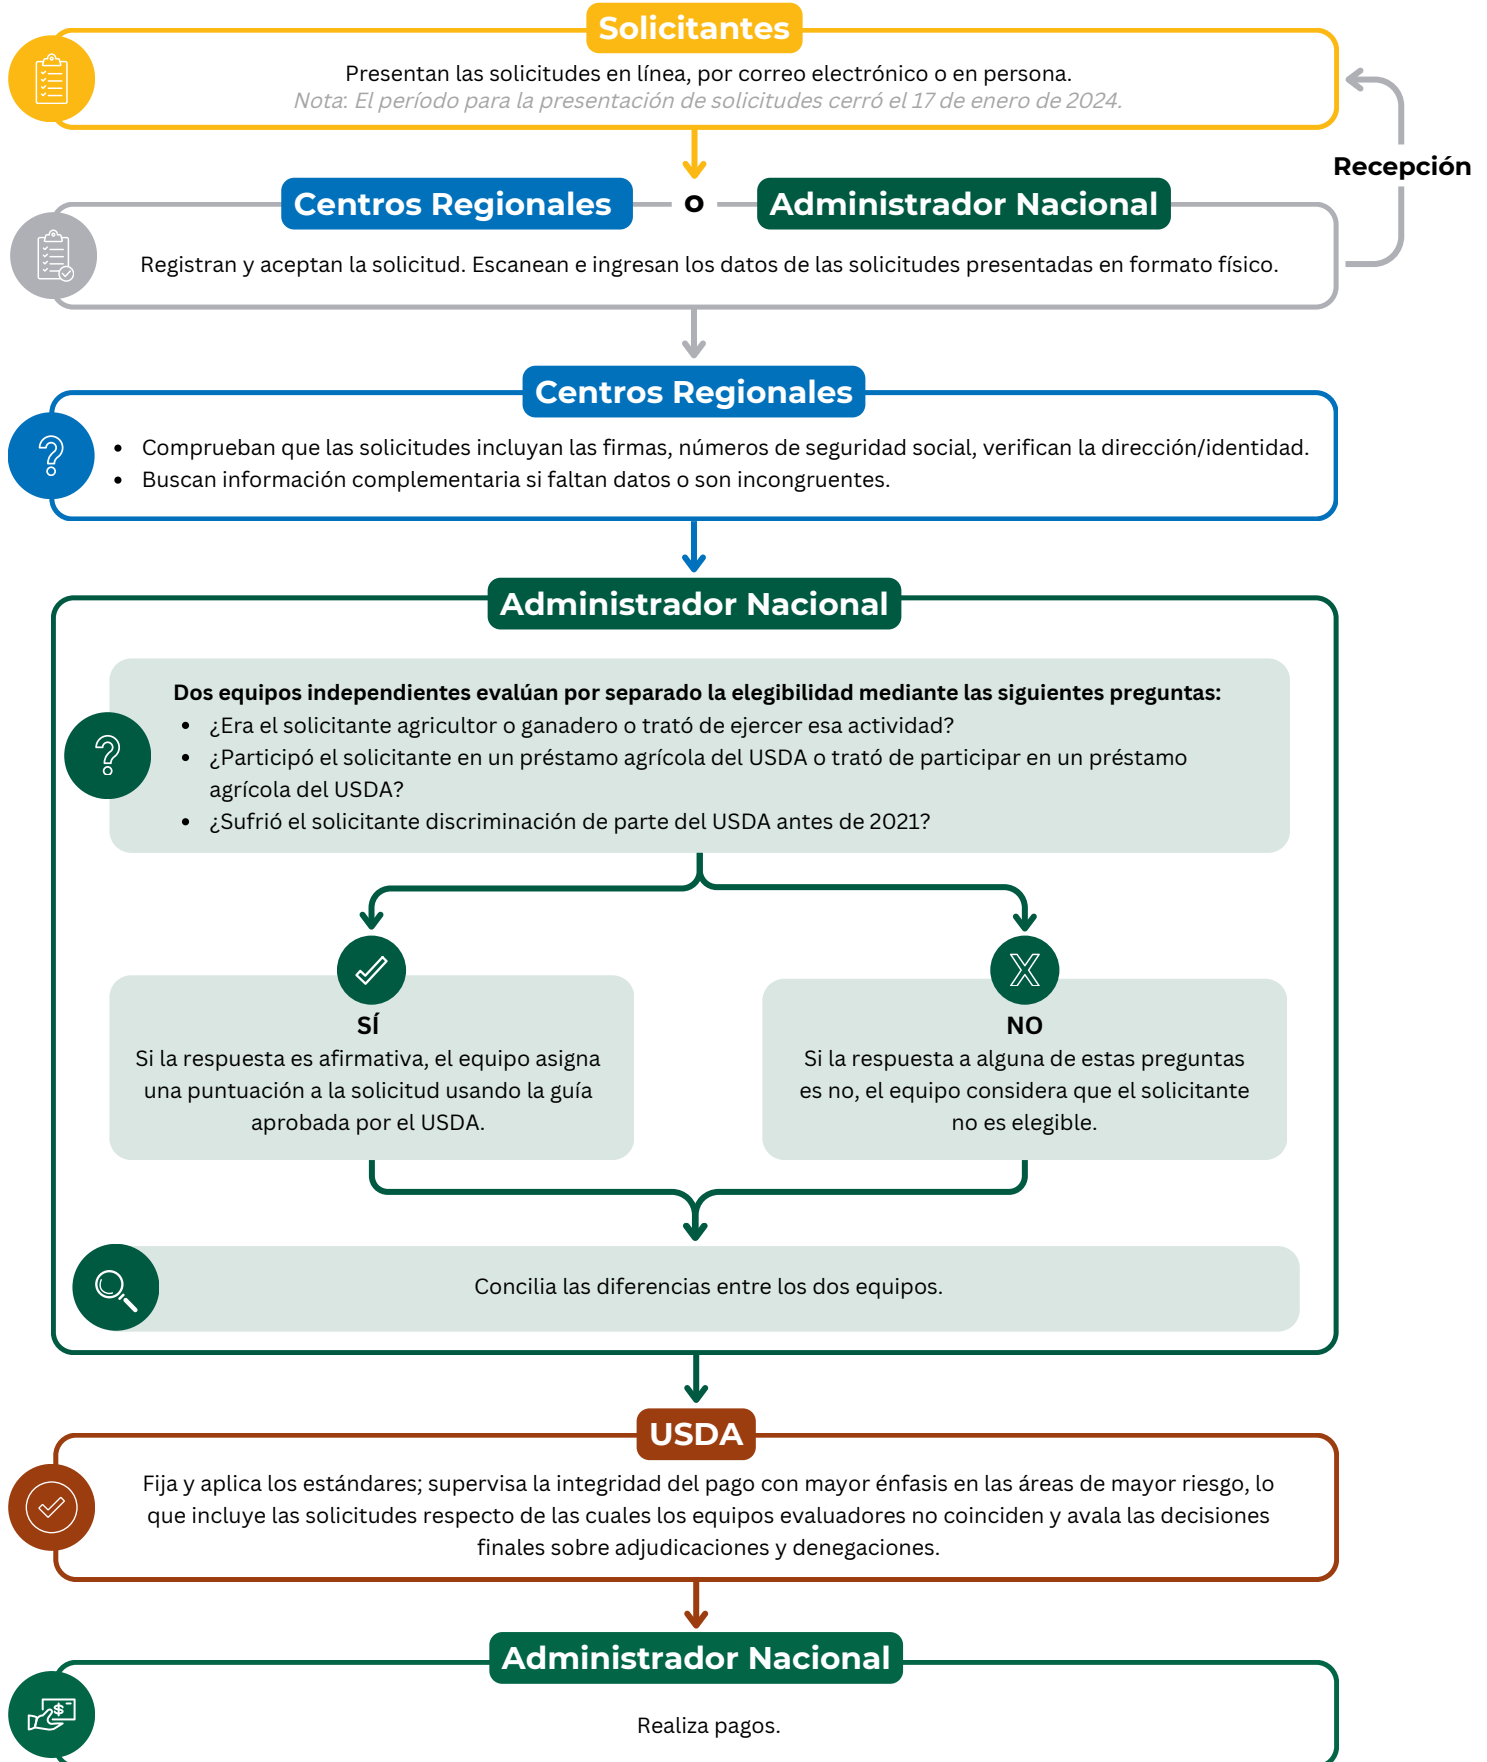 Solicitantes
Presentan las solicitudes en línea, por correo electrónico o en persona.
Nota: El período para la presentación de solicitudes cerró el 17 de enero de 2024.
Recepción
Centros Regionales o Administrador Nacional
Registran y aceptan la solicitud. Escanean e ingresan los datos de las solicitudes presentadas en formato físico.
Centros Regionales
• Comprueban que las solicitudes incluyan las firmas, números de seguridad social, verifican la dirección/identidad.
• Buscan información complementaria si faltan datos o son incongruentes.
Administrador Nacional
Dos equipos independientes evalúan por separado la elegibilidad mediante las siguientes preguntas:
• ¿Era el solicitante agricultor o ganadero o trató de ejercer esa actividad?
• ¿Participó el solicitante en un préstamo agrícola del USDA o trató de participar en un préstamo
agrícola del USDA?
• ¿Sufrió el solicitante discriminación de parte del USDA antes de 2021?
SÍ
Si la respuesta es afirmativa, el equipo asigna
una puntuación a la solicitud usando la guía
aprobada por el USDA.
X
NO
Si la respuesta a alguna de estas preguntas
es no, el equipo considera que el solicitante
no es elegible.
Concilia las diferencias entre los dos equipos.
USDA
Fija y aplica los estándares; supervisa la integridad del pago con mayor énfasis en las áreas de mayor riesgo, lo
que incluye las solicitudes respecto de las cuales los equipos evaluadores no coinciden y avala las decisiones
finales sobre adjudicaciones y denegaciones.
Administrador Nacional
Realiza pagos.